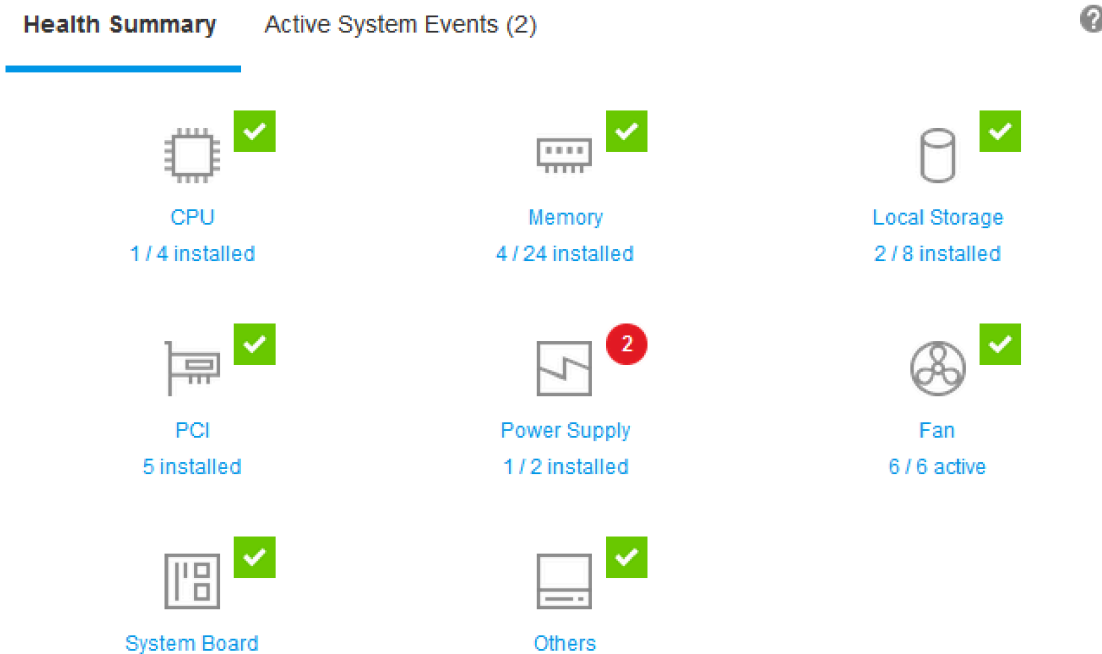 Health Summary
Active System Events (2)
?
CPU
1 / 4 installed
Memory
4 / 24 installed
Local Storage
2 / 8 installed
PCI
5 installed
2
Power Supply
1 / 2 installed
Fan
6 / 6 active
System Board
Others